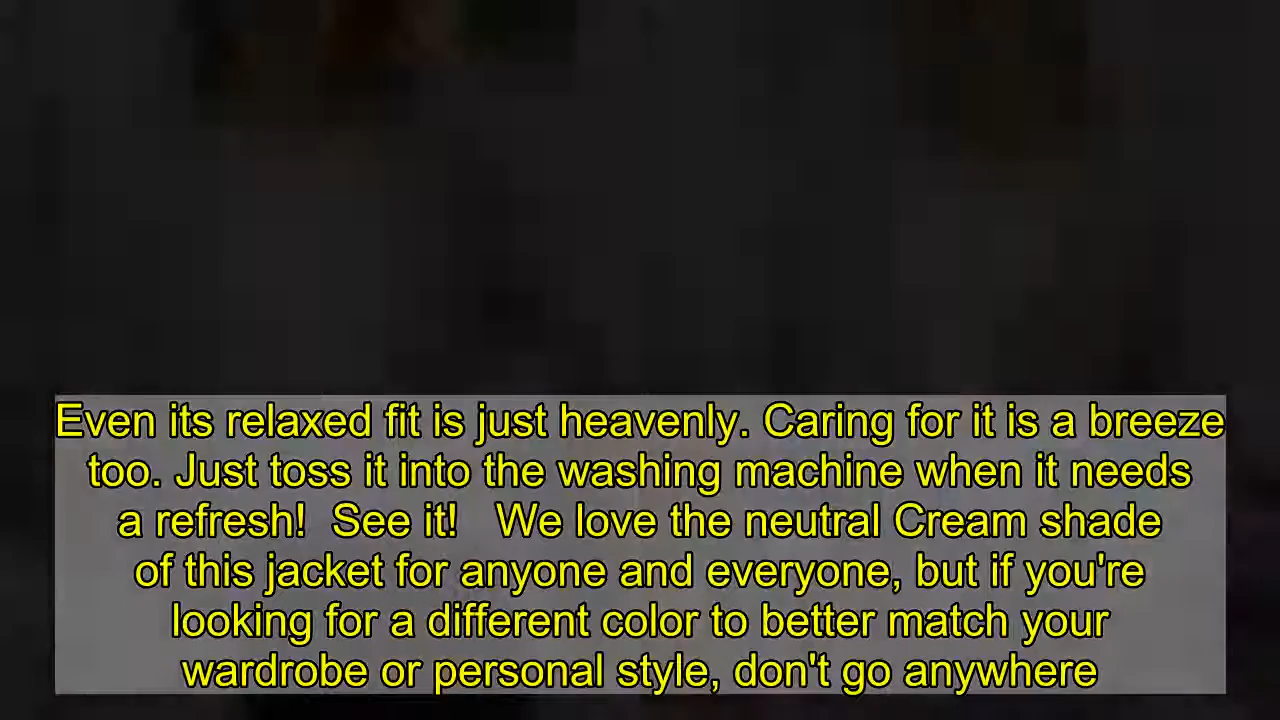 Even its relaxed fit is just heavenly. Caring for it is a breeze
too. Just toss it into the washing machine when it needs
a refresh!  See it!   We love the neutral Cream shade
of this jacket for anyone and everyone, but if you're
looking for a different color to better match your
wardrobe or personal style, don't go anywhere